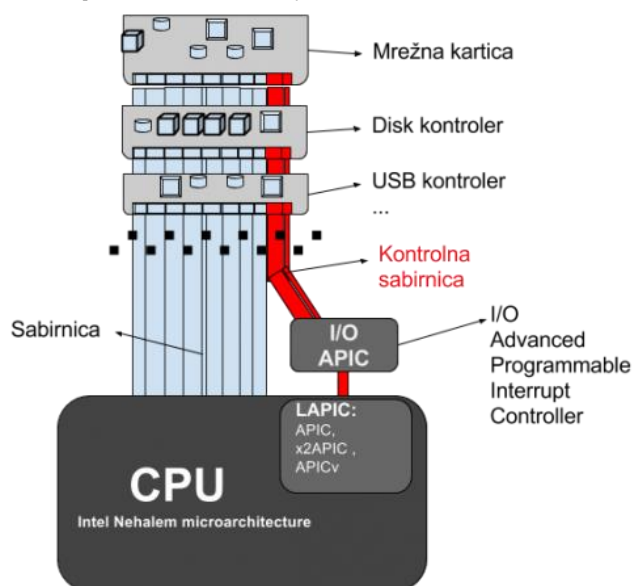 Mrežna kartica
Disk kontroler
USB kontroler
...
Kontrolna
sabirnica
Sabirnica
I/O
APIC
I/O
Advanced
Programmable
Interrupt
Controller
LAPIC:
APIC,
x2APIC ,
APICv
CPU
Intel Nehalem microarchitecture